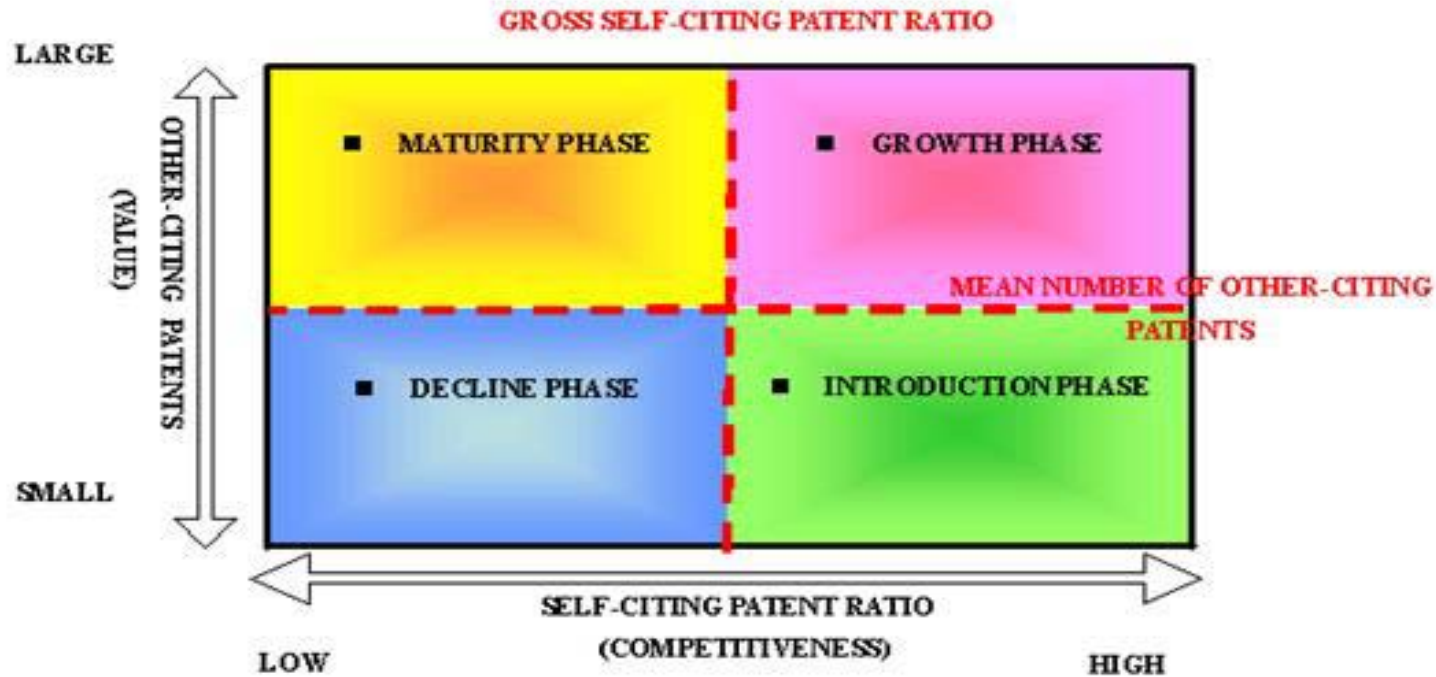 GROSS SELF-CITING PATENT RATIO
LARGE
OTHER-CITING PATENTS
(VALUE)
■ MATURITY PHASE
■ GROWTH PHASE
MEAN NUMBER OF OTHER-CITING
PATENTS
■ DECLINE PHASE
■ INTRODUCTION PHASE
SMALL
SELF-CITING PATENT RATIO
(COMPETITIVENESS)
LOW
HIGH